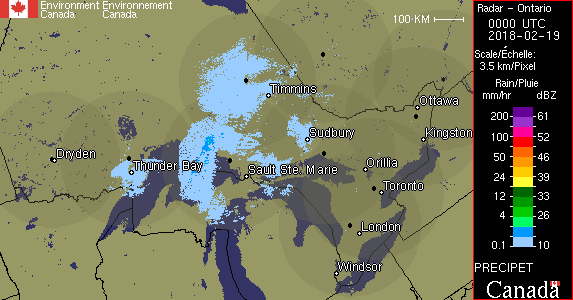 Environment Environnement
Canada Canada
100 KM
Timmins
Ottawa
Sudbury
Kingston
Dryden
Thunder Bay
Sault Ste. Marie
Orillia
Toronto
London
Windsor
Radar - Ontario
0000 UTC
2018-02-19
Scale/Échelle:
3.5 km/Pixel
Rain/Pluie
mm/hr dBZ
200 61
100 52
50 46
24 39
12 33
4 26
1 20
0.1 10
PRECIPET
Canada